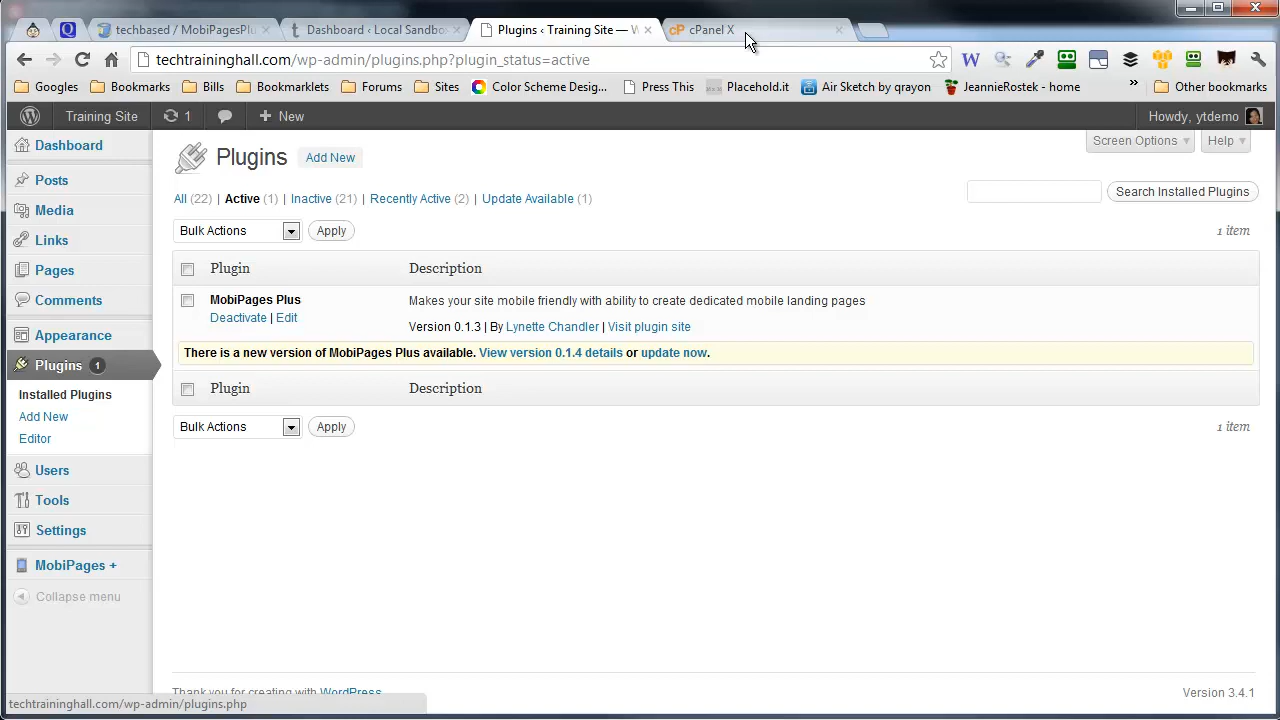 techbased / MobiPagesPlu
Dashboard ‹ Local Sandbo
Plugins ‹ Training Site — W
cPanel X
techtraininghall.com/wp-admin/plugins.php?plugin_status=active
Googles
Bookmarks
Bills
Bookmarklets
Forums
Sites
Color Scheme Desig...
Press This
Placehold.it
Air Sketch by qrayon
JeannieRostek - home
»
Other bookmarks
Training Site
1
+ New
Howdy, ytdemo
Dashboard
Posts
Media
Links
Pages
Comments
Appearance
Plugins 1
Installed Plugins
Add New
Editor
Users
Tools
Settings
MobiPages +
Collapse menu
Screen Options
Help
Plugins Add New
All (22) | Active (1) | Inactive (21) | Recently Active (2) | Update Available (1)
Search Installed Plugins
Bulk Actions
Apply
1 item
Plugin
Description
MobiPages Plus
Deactivate | Edit
Makes your site mobile friendly with ability to create dedicated mobile landing pages
Version 0.1.3 | By Lynette Chandler | Visit plugin site
There is a new version of MobiPages Plus available. View version 0.1.4 details or update now.
Plugin
Description
Bulk Actions
Apply
1 item
Thank you for creating with WordPress
Version 3.4.1
techtraininghall.com/wp-admin/plugins.php